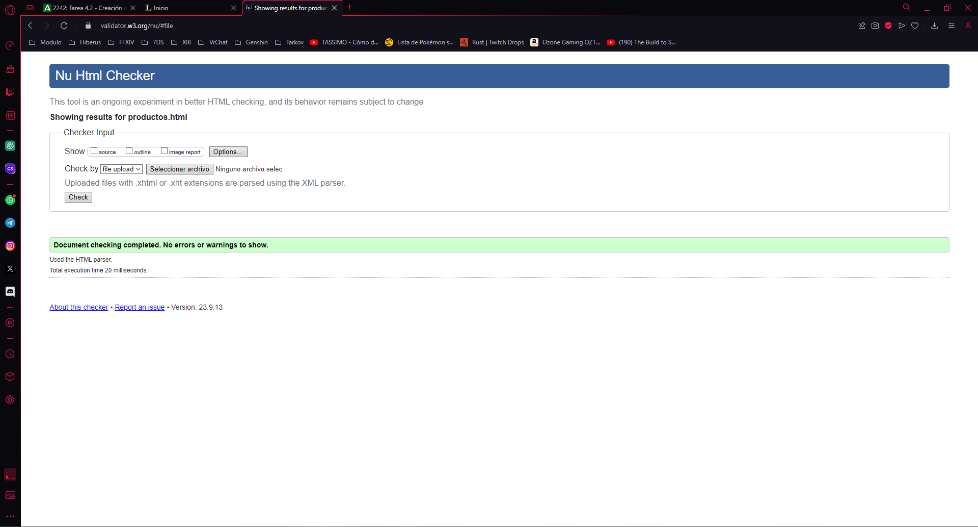 2242: Tarea 4.2 - Creación
Inicio
Showing results for produc
validator.w3.org/nu/#file
Modulo
Hiberus
FFXIV
7DS
XIII
VrChat
Genshin
Tarkov
TASSIMO - Cómo d...
Lista de Pokémon s...
Rust | Twitch Drops
Ozone Gaming OZT...
(190) The Build to S...
Nu Html Checker
This tool is an ongoing experiment in better HTML checking, and its behavior remains subject to change
Showing results for productos.html
Checker Input
Show source outline image report Options...
Check by file upload Seleccionar archivo Ninguno archivo selec.
Uploaded files with .xhtml or .xht extensions are parsed using the XML parser.
Check
Document checking completed. No errors or warnings to show.
Used the HTML parser.
Total execution time 20 milliseconds.
About this checker • Report an issue • Version: 23.9.13